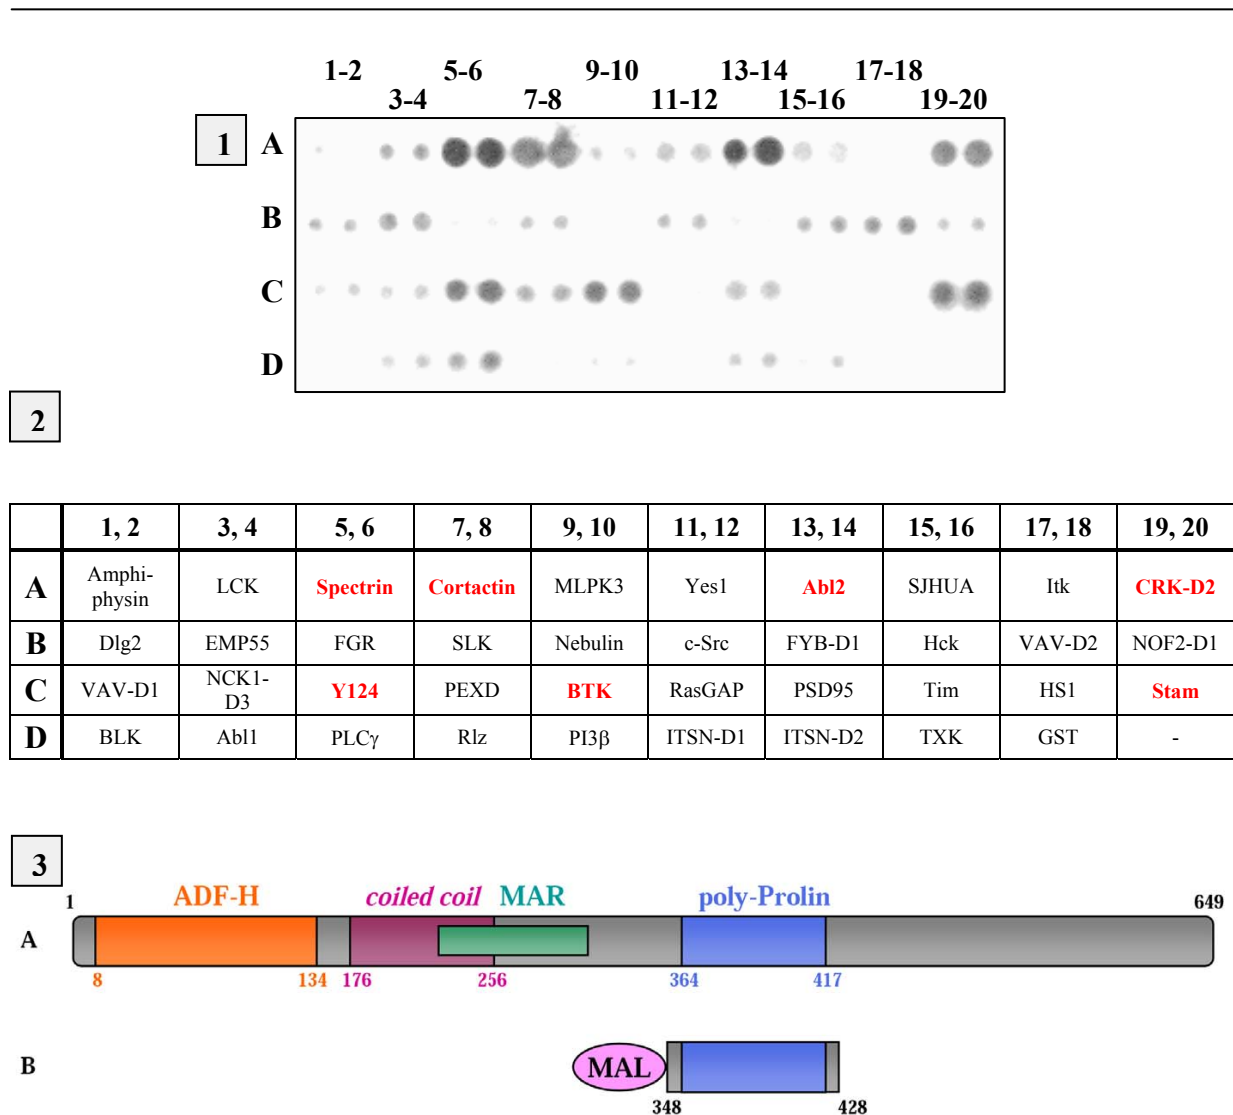 1-2 5-6 9-10 13-14 17-18
3-4 7-8 11-12 15-16 19-20
1 A
B
C
D
2
1, 2 3, 4 5, 6 7, 8 9, 10 11, 12 13, 14 15, 16 17, 18 19, 20
A Amphi-physin LCK Spectrin Cortactin MLPK3 Yes1 Abl2 SJHUA Itk CRK-D2
B Dlg2 EMP55 FGR SLK Nebulin c-Src FYB-D1 Hck VAV-D2 NOF2-D1
C VAV-D1 NCK1-D3 Y124 PEXD BTK RasGAP PSD95 Tim HS1 Stam
D BLK Abl1 PLCγ Rlz PI3β ITSN-D1 ITSN-D2 TXK GST -
3
1 ADF-H coiled coil MAR poly-Prolin 649
A
8 134 176 256 364 417
B MAL
348 428